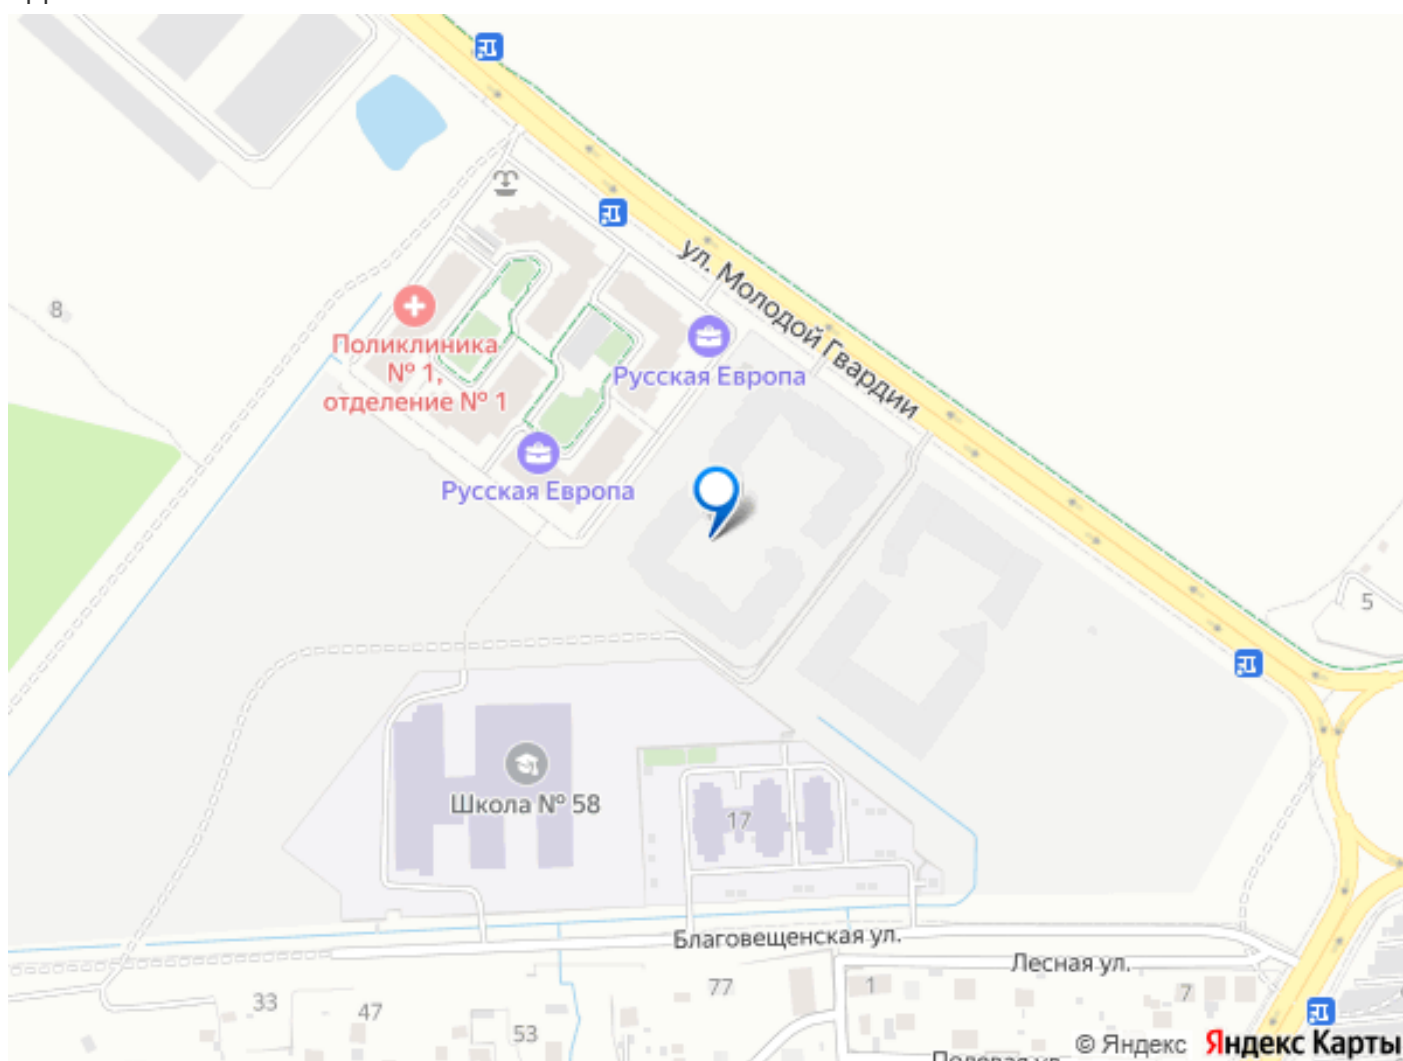 ул. Молодой Гвардии
8
Поликлиника
№ 1,
отделение № 1
Русская Европа
Русская Европа
5
Школа № 58
17
Благовещенская ул.
Лесная ул.
33
47
53
77
1
7
© Яндекс
Яндекс Карты